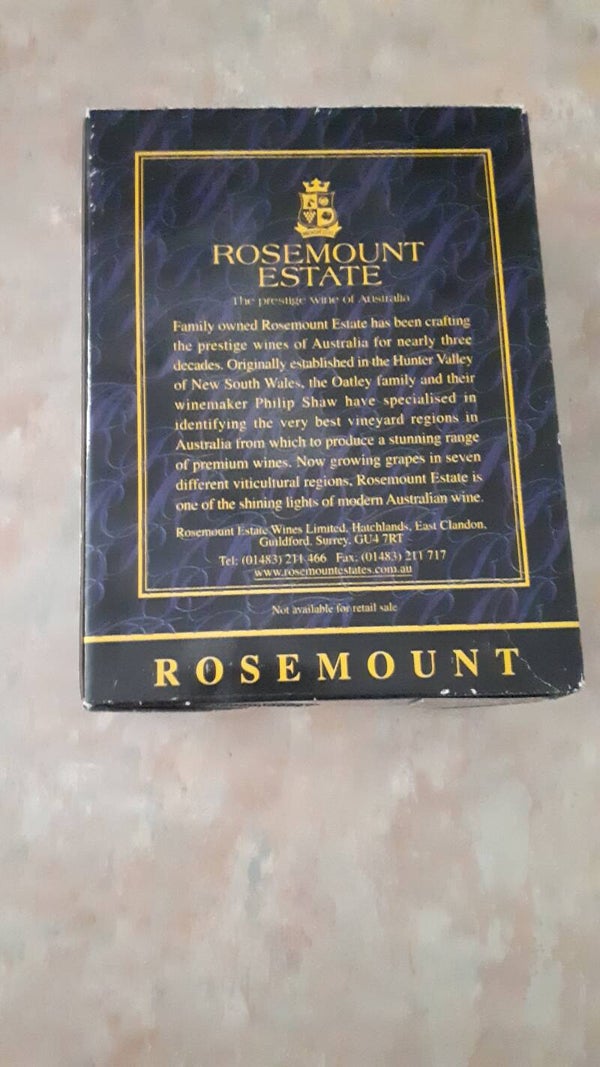 ROSEMOUNT
ESTATE
The prestige wine of Australia
Family owned Rosemount Estate has been crafting
the prestige wines of Australia for nearly three
decades. Originally established in the Hunter Valley
of New South Wales, the Oatley family and their
winemaker Philip Shaw have specialised in
identifying the very best vineyard regions in
Australia from which to produce a stunning range
of premium wines. Now growing grapes in seven
different viticultural regions, Rosemount Estate is
one of the shining lights of modern Australian wine.
Rosemount Estate Wines Limited, Hatchlands, East Clandon,
Guildford, Surrey, GU4 7RT
Tel: (01483) 211 466 Fax: (01483) 211 717
www.rosemountestates.com.au
Not available for retail sale
ROSEMOUNT